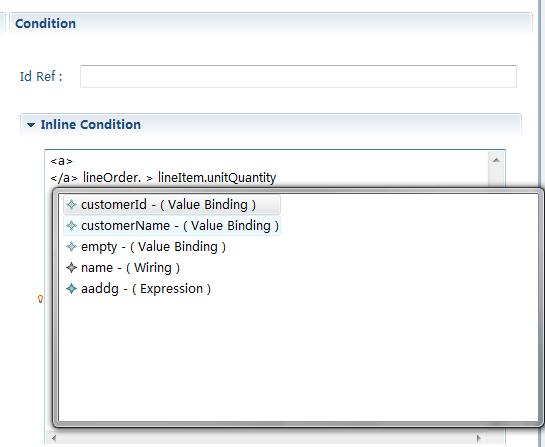 Condition
Id Ref :
Inline Condition
<a>
</a> lineOrder. > lineItem.unitQuantity
customerId - ( Value Binding )
customerName - ( Value Binding )
empty - ( Value Binding )
name - ( Wiring )
aaddg - ( Expression )